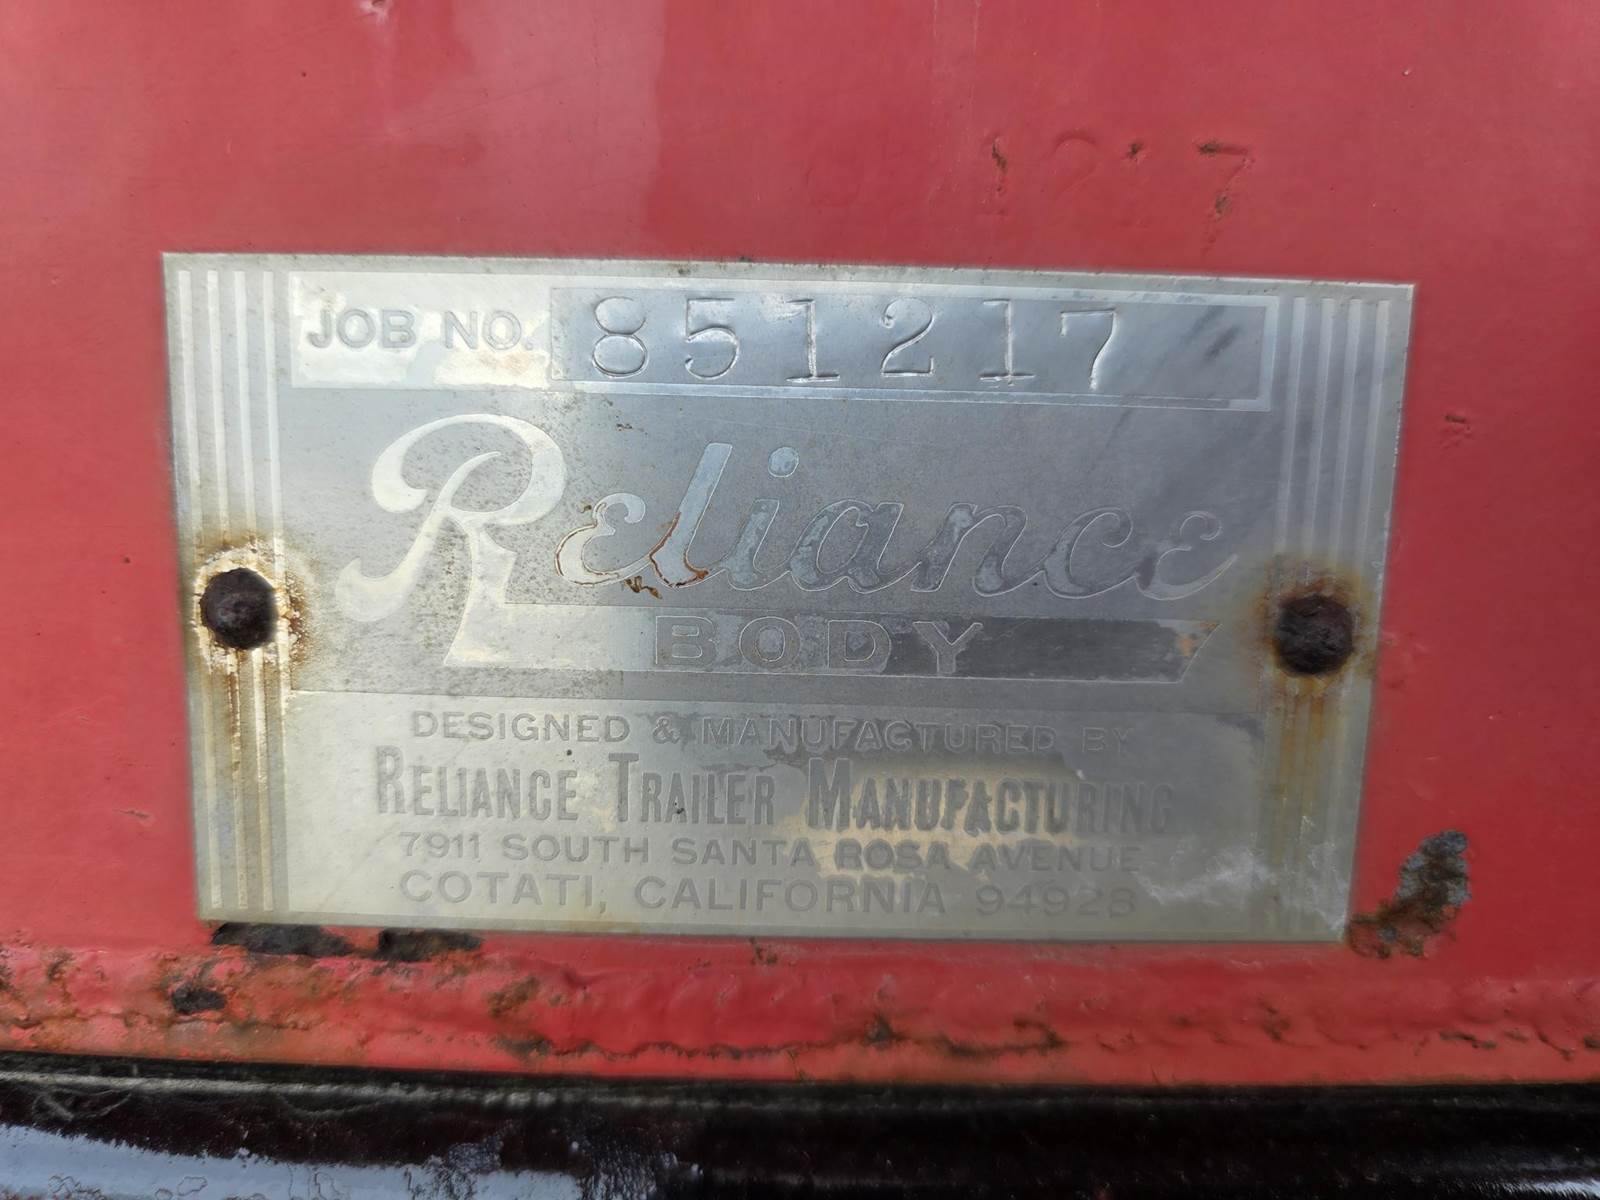 127
JOB NO. 851217
Reliance
BODY
DESIGNED & MANUFACTURED BY
RELIANCE TRAILER MANUFACTURING
7911 SOUTH SANTA ROSA AVENUE
COTATI, CALIFORNIA 94928